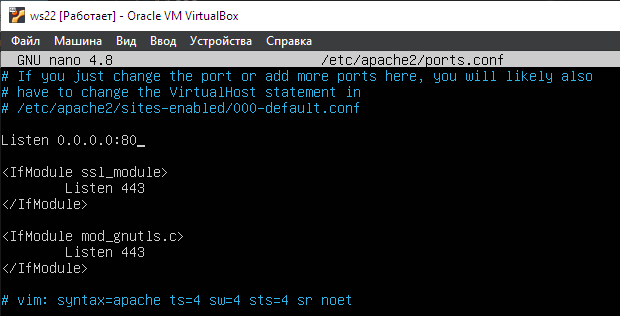 ws22 [Работает] - Oracle VM VirtualBox
Файл Машина Вид Ввод Устройства Справка
GNU nano 4.8 /etc/apache2/ports.conf
# If you just change the port or add more ports here, you will likely also
# have to change the VirtualHost statement in
# /etc/apache2/sites-enabled/000-default.conf
Listen 0.0.0.0:80_
<IfModule ssl_module>
Listen 443
</IfModule>
<IfModule mod_gnutls.c>
Listen 443
</IfModule>
# vim: syntax=apache ts=4 sw=4 sts=4 sr noet